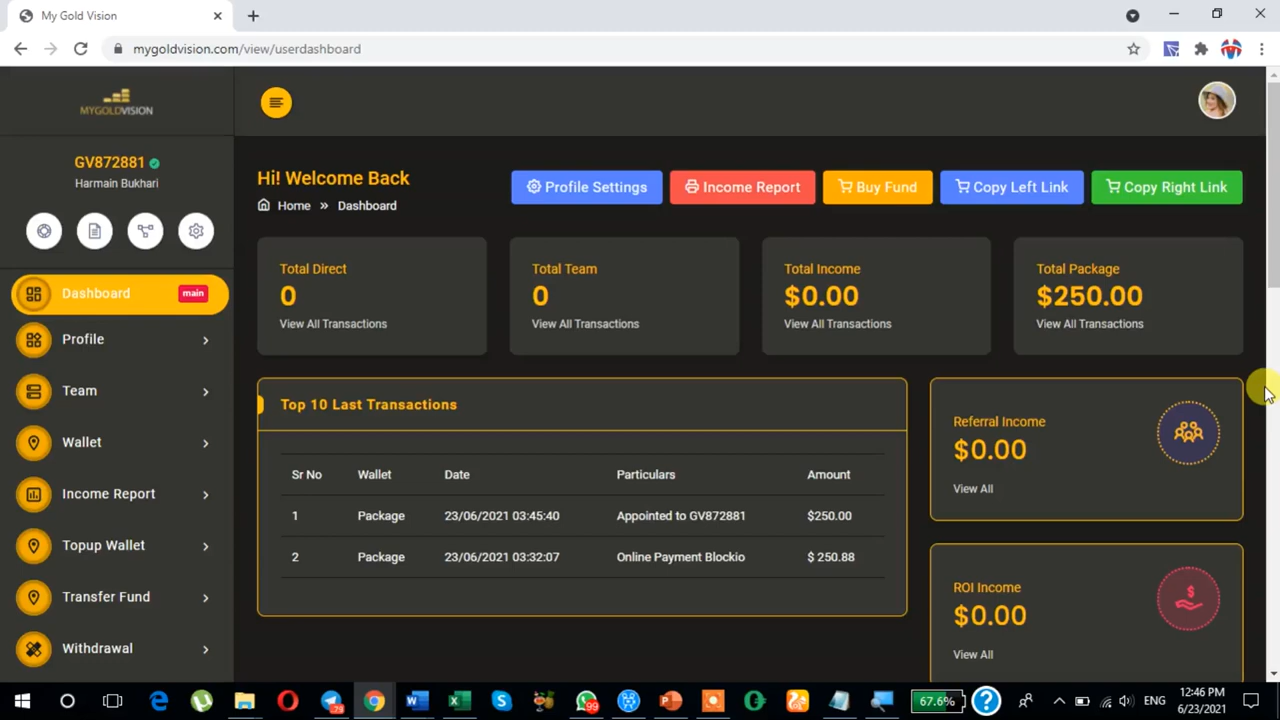 My Gold Vision
mygoldvision.com/view/userdashboard
MYGOLDVISION
GV872881
Harmain Bukhari
Dashboard main
Profile
Team
Wallet
Income Report
Topup Wallet
Transfer Fund
Withdrawal
Hi! Welcome Back
Home » Dashboard
Profile Settings Income Report Buy Fund Copy Left Link Copy Right Link
Total Direct
0
View All Transactions
Total Team
0
View All Transactions
Total Income
$0.00
View All Transactions
Total Package
$250.00
View All Transactions
Top 10 Last Transactions
Sr No Wallet Date Particulars Amount
1 Package 23/06/2021 03:45:40 Appointed to GV872881 $250.00
2 Package 23/06/2021 03:32:07 Online Payment Blockio $ 250.88
Referral Income
$0.00
View All
ROI Income
$0.00
View All
67.6%
ENG
12:46 PM
6/23/2021